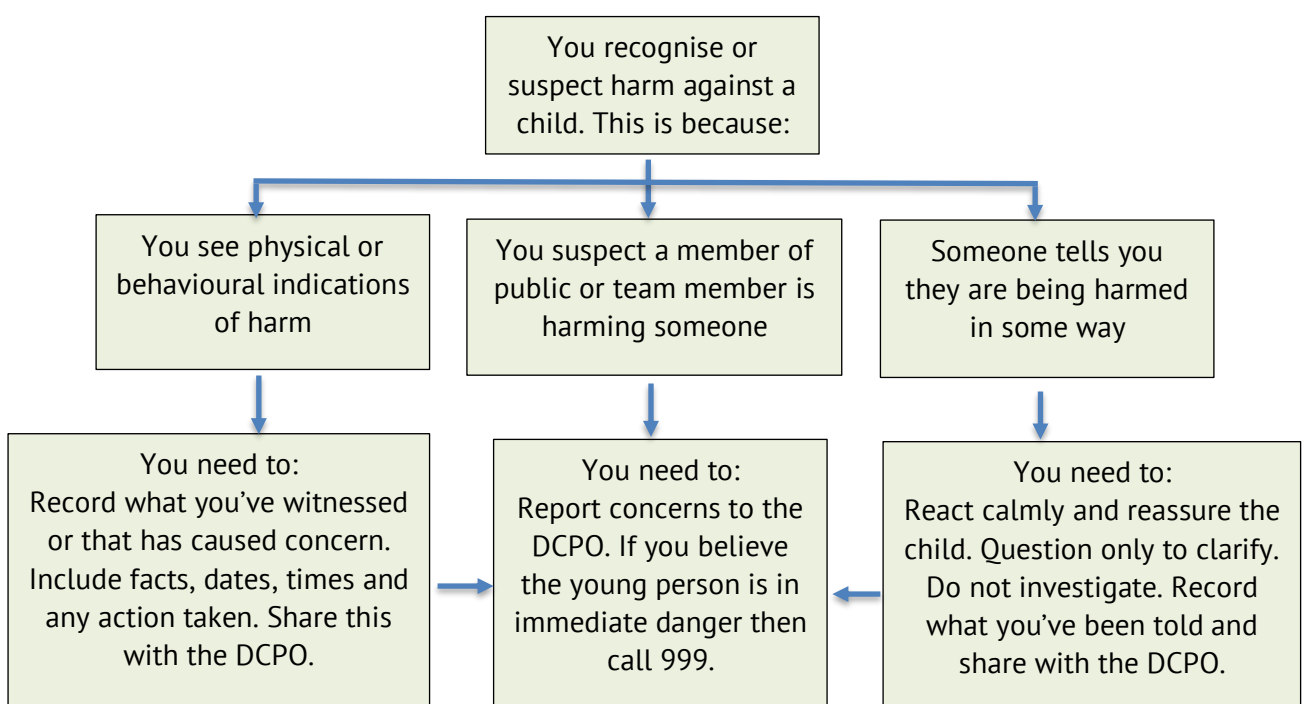 You recognise or
suspect harm against a
child. This is because:
You see physical or
behavioural indications
of harm
You suspect a member of
public or team member is
harming someone
Someone tells you
they are being harmed
in some way
You need to:
Record what you’ve witnessed
or that has caused concern.
Include facts, dates, times and
any action taken. Share this
with the DCPO.
You need to:
Report concerns to the
DCPO. If you believe
the young person is in
immediate danger then
call 999.
You need to:
React calmly and reassure the
child. Question only to clarify.
Do not investigate. Record
what you’ve been told and
share with the DCPO.